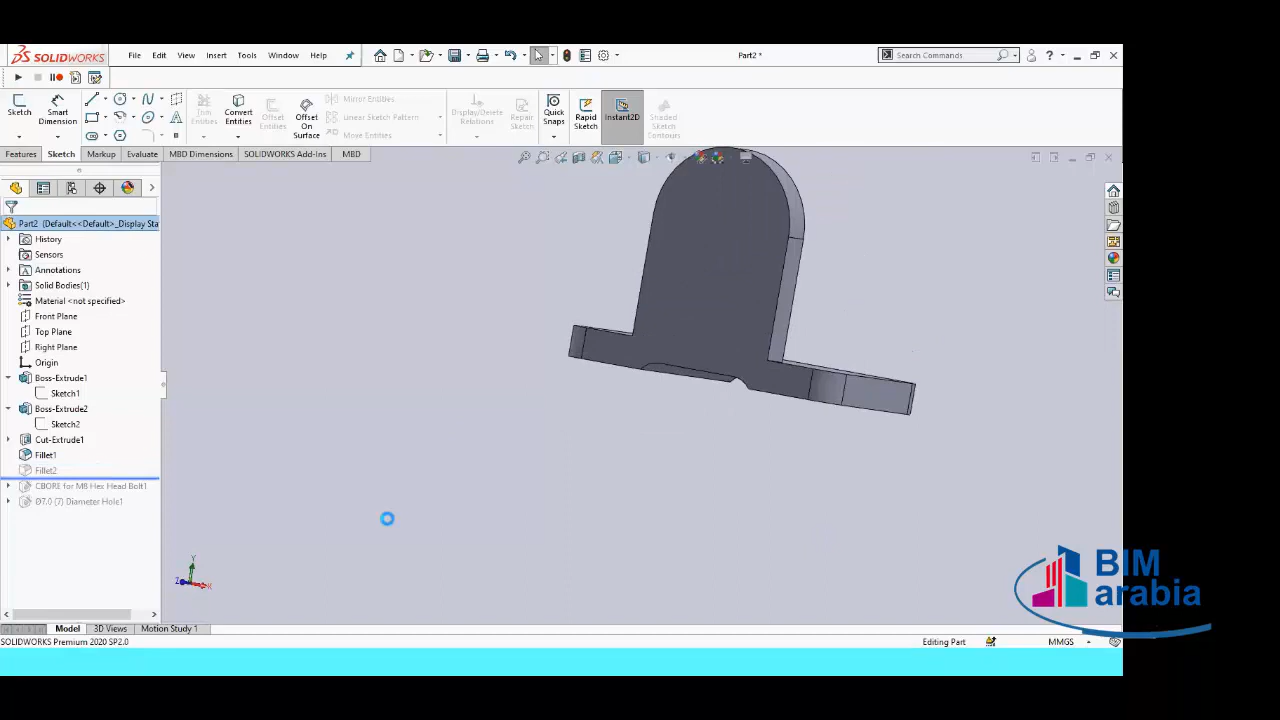 SOLIDWORKS File Edit View Insert Tools Window Help Part2 * Search Commands
Sketch Smart Dimension Trim Entities Convert Entities Offset Entities Offset On Surface Mirror Entities Linear Sketch Pattern Move Entities Display/Delete Relations Repair Sketch Quick Snaps Rapid Sketch Instant2D Shaded Sketch Contours
Features Sketch Markup Evaluate MBD Dimensions SOLIDWORKS Add-Ins MBD
Part2 (Default<<Default>_Display Sta
History
Sensors
Annotations
Solid Bodies(1)
Material <not specified>
Front Plane
Top Plane
Right Plane
Origin
Boss-Extrude1
Sketch1
Boss-Extrude2
Sketch2
Cut-Extrude1
Fillet1
Fillet2
CBORE for M8 Hex Head Bolt1
Ø7.0 (7) Diameter Hole1
Y
Z X
BIM
arabia
Model 3D Views Motion Study 1
SOLIDWORKS Premium 2020 SP2.0 Editing Part MMGS